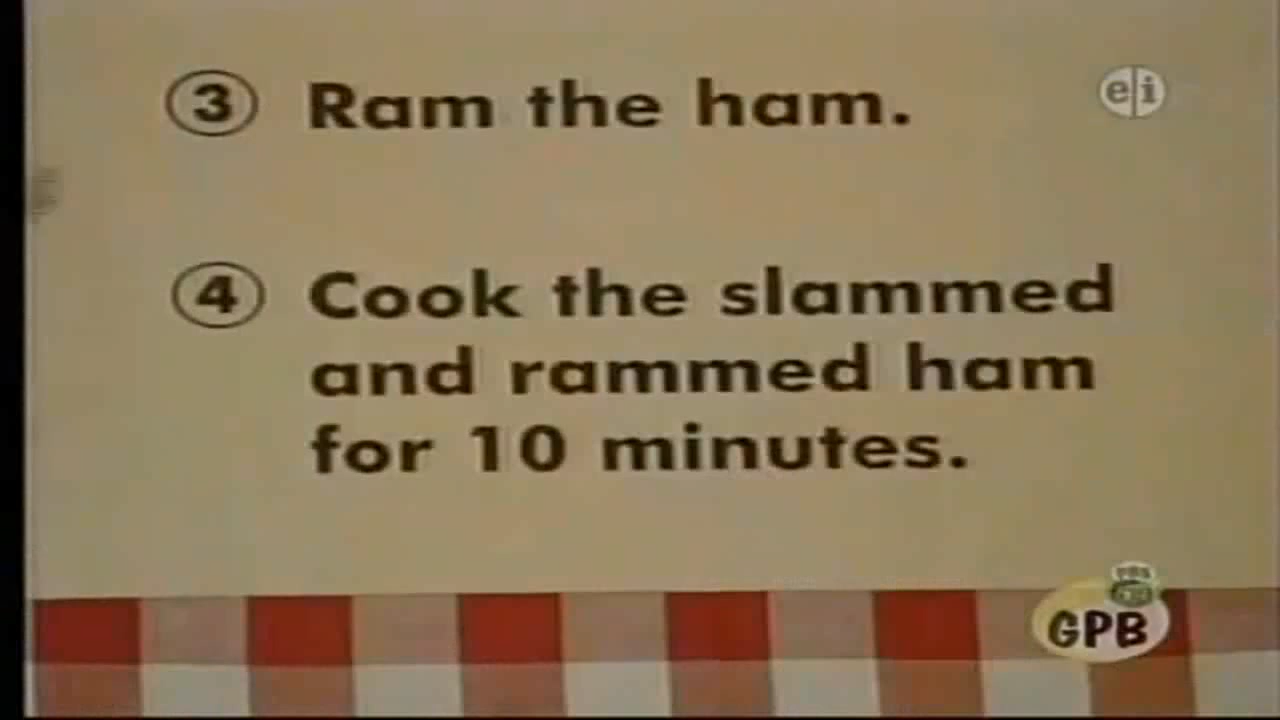 3 Ram the ham.
e|i
4 Cook the slammed
and rammed ham
for 10 minutes.
PBS
GPB